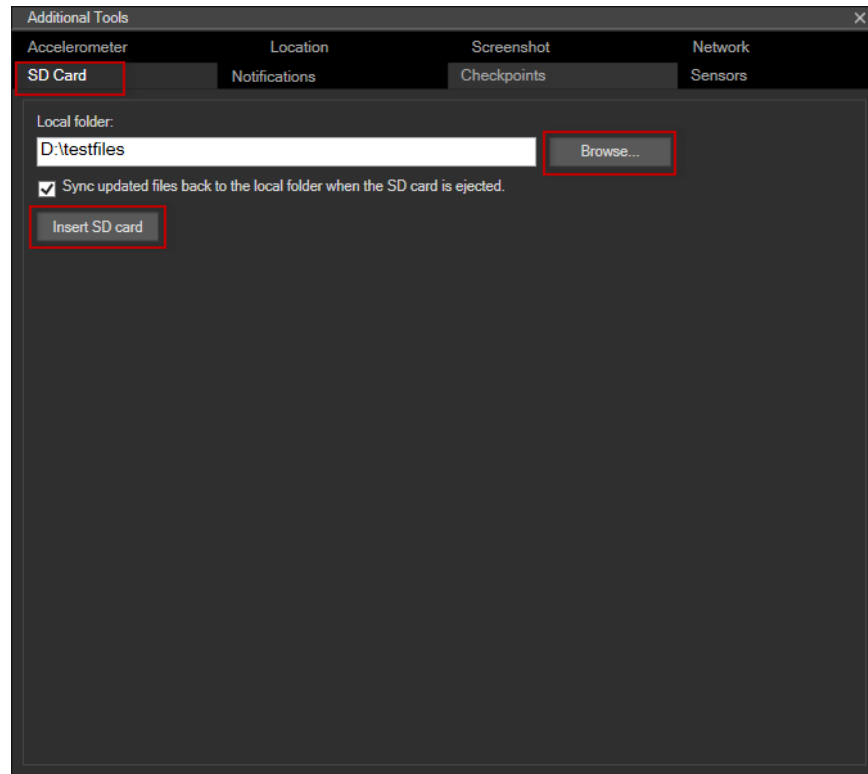 Additional Tools
Accelerometer Location Screenshot Network
SD Card Notifications Checkpoints Sensors
Local folder:
D:\testfiles Browse...
Sync updated files back to the local folder when the SD card is ejected.
Insert SD card